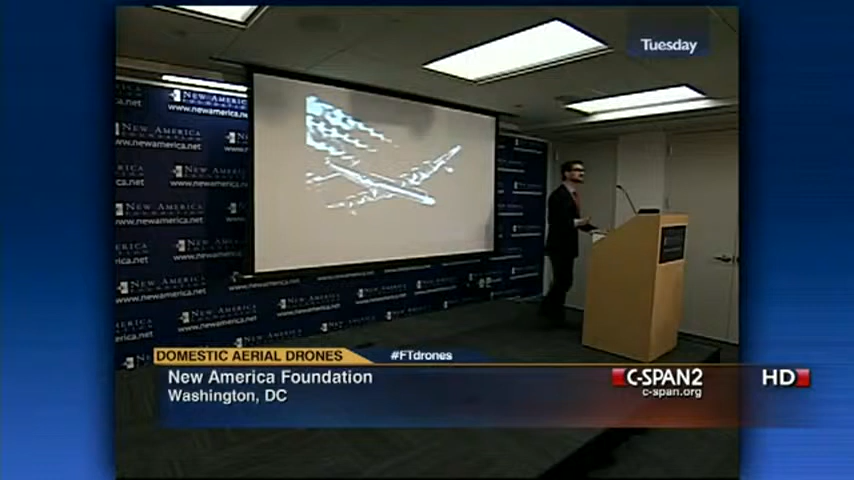 Tuesday
NEW AMERICA
FOUNDATION
www.newamerica.net
DOMESTIC AERIAL DRONES
#FTdrones
New America Foundation
Washington, DC
C-SPAN2
c-span.org
HD